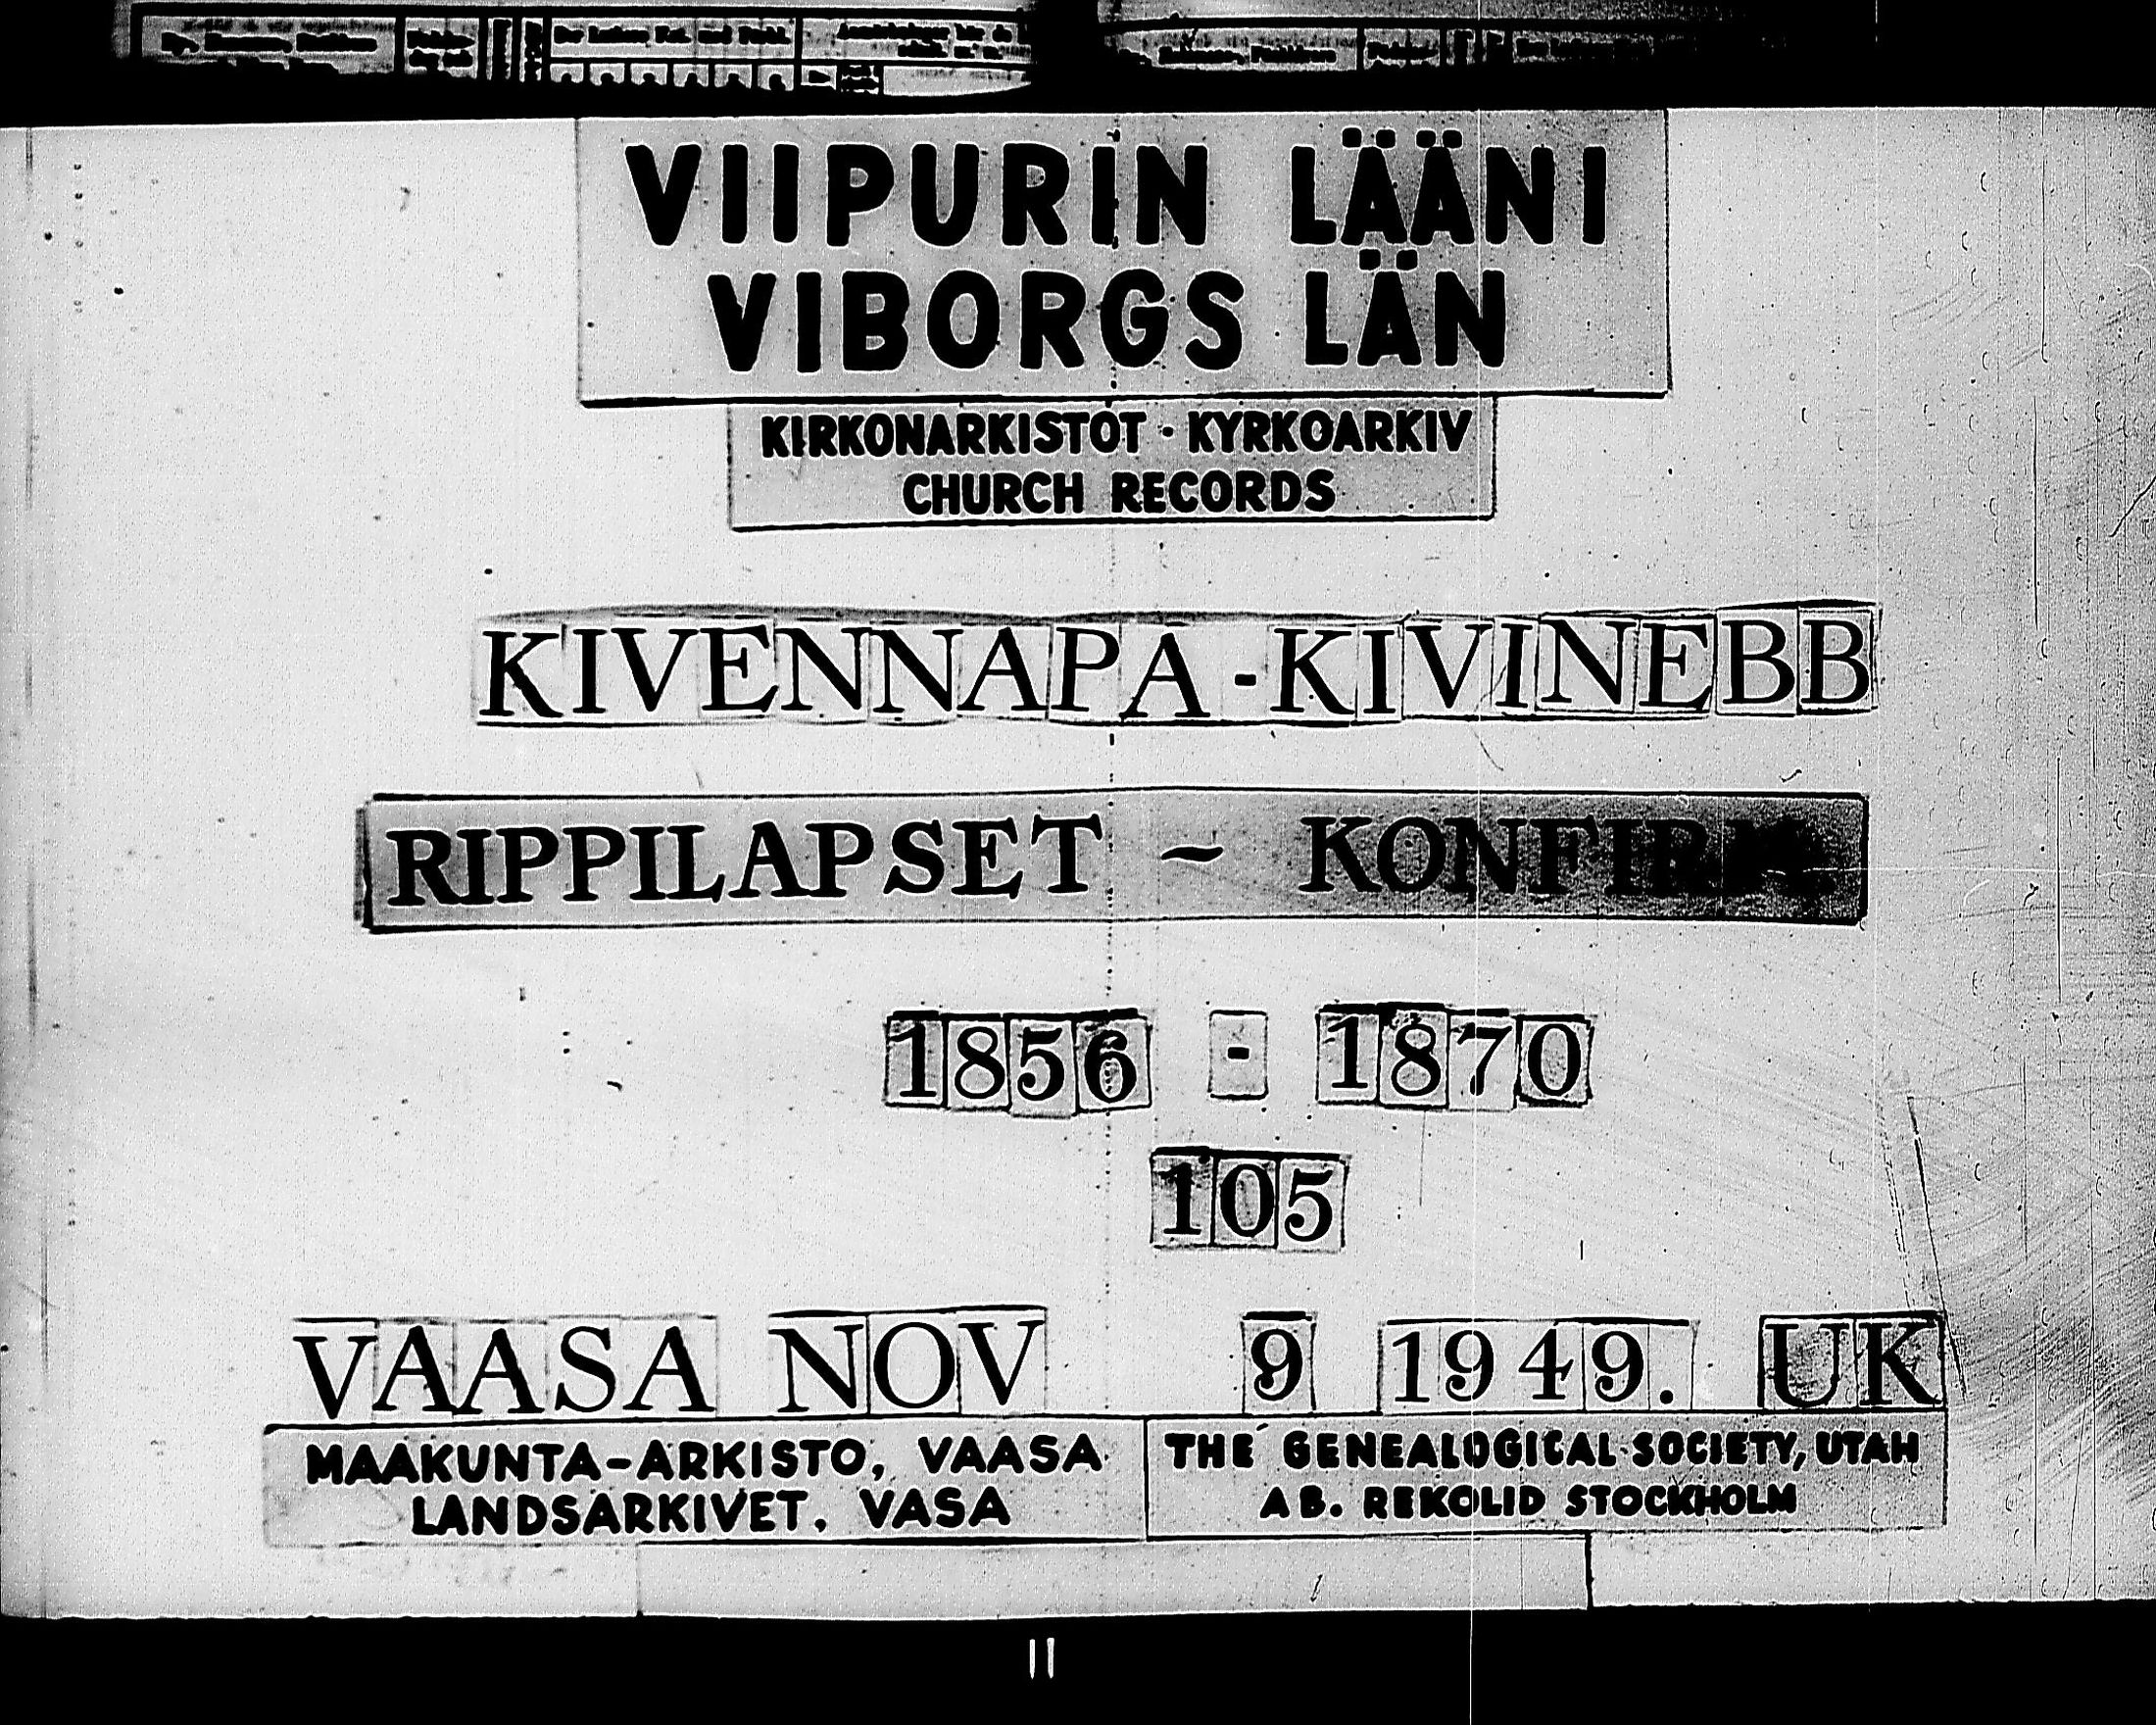 VIIPURIN LÄÄNI
VIBORGS LÄN
KIRKONARKISTOT · KYRKOARKIV
CHURCH RECORDS
KIVENNAPA-KIVINEBB
RIPPILAPSET ~ KONFIRM.
1856 - 1870
105
VAASA NOV 9 1949. UK
MAAKUNTA-ARKISTO, VAASA
LANDSARKIVET, VASA
THE GENEALOGICAL SOCIETY, UTAH
AB. REKOLID STOCKHOLM
11